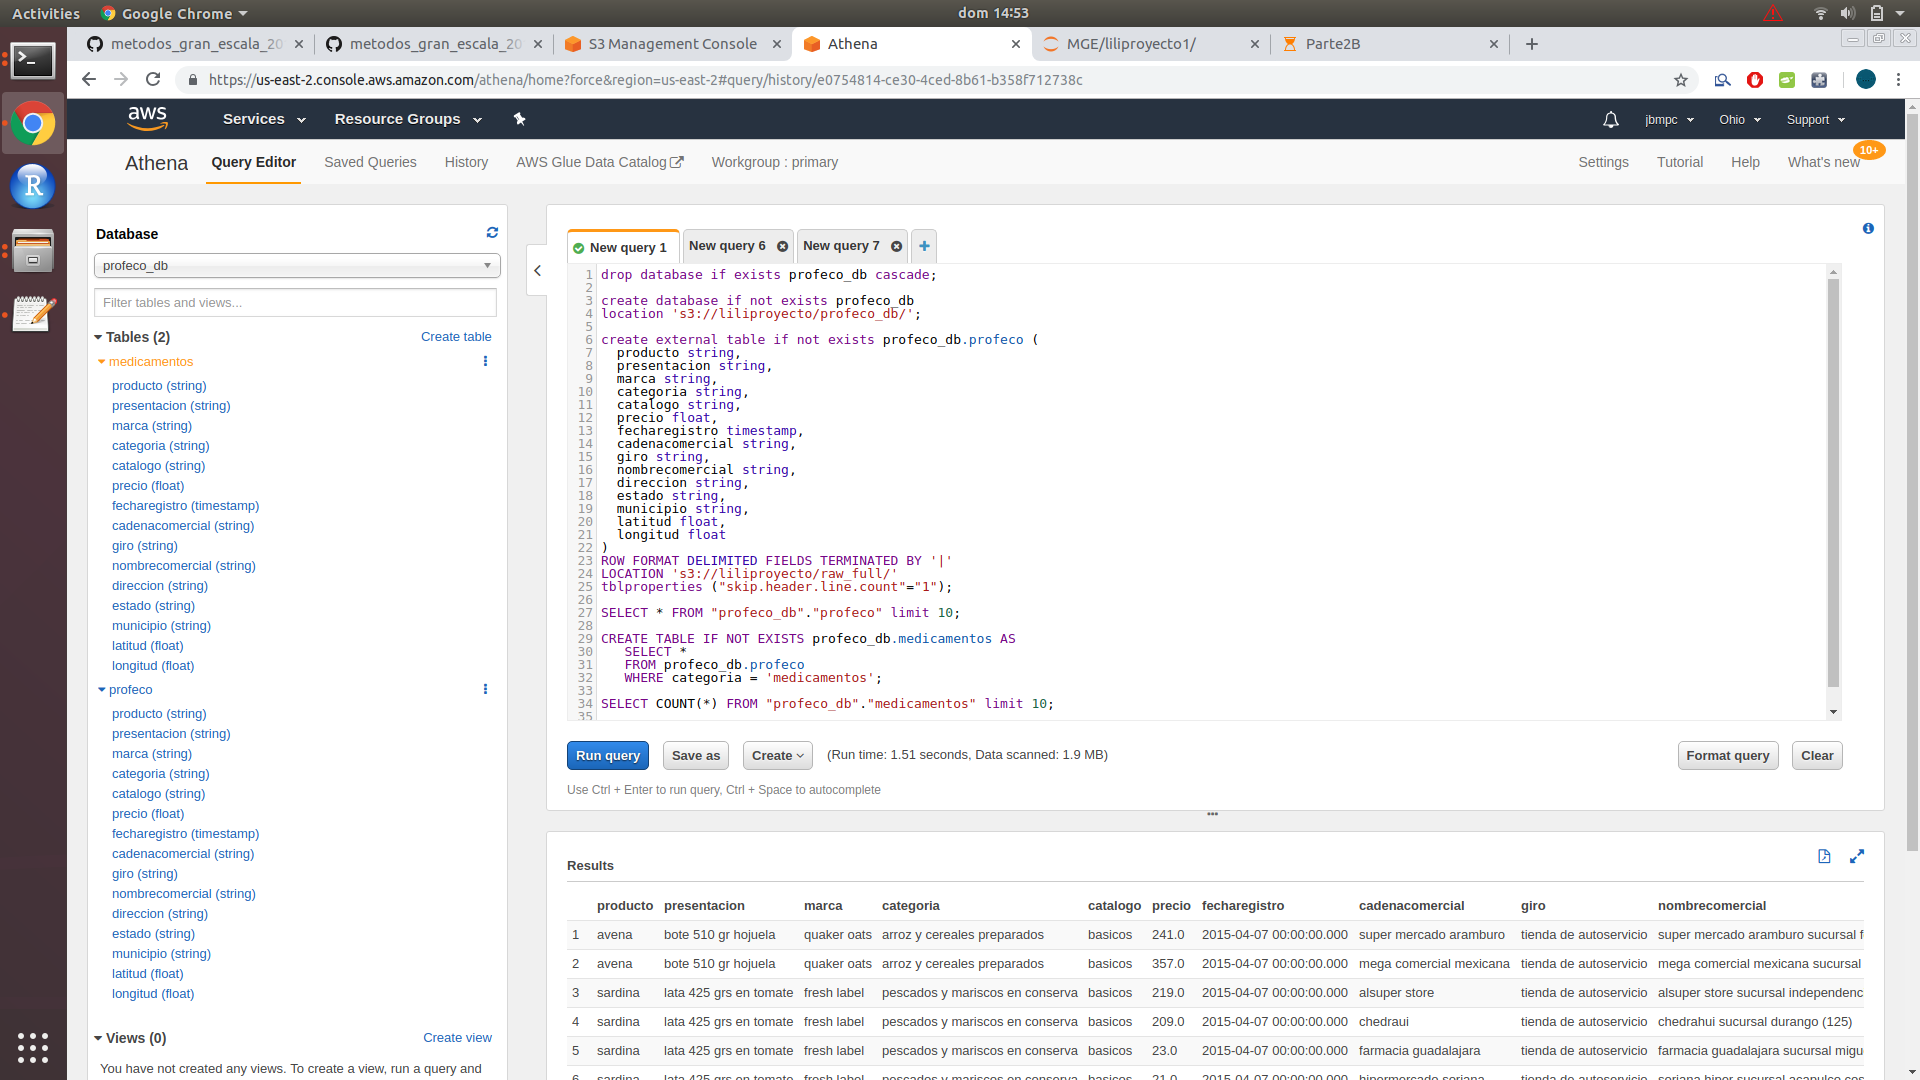 Activities Google Chrome dom 14:53
metodos_gran_escala_20 metodos_gran_escala_20 S3 Management Console Athena MGE/liliproyecto1/ Parte2B
https://us-east-2.console.aws.amazon.com/athena/home?force&region=us-east-2#query/history/e0754814-ce30-4ced-8b61-b358f712738c
aws Services Resource Groups jbmpc Ohio Support
Athena Query Editor Saved Queries History AWS Glue Data Catalog Workgroup : primary Settings Tutorial Help What's new 10+
Database
profeco_db
Filter tables and views...
Tables (2) Create table
medicamentos
producto (string)
presentacion (string)
marca (string)
categoria (string)
catalogo (string)
precio (float)
fecharegistro (timestamp)
cadenacomercial (string)
giro (string)
nombrecomercial (string)
direccion (string)
estado (string)
municipio (string)
latitud (float)
longitud (float)
profeco
producto (string)
presentacion (string)
marca (string)
categoria (string)
catalogo (string)
precio (float)
fecharegistro (timestamp)
cadenacomercial (string)
giro (string)
nombrecomercial (string)
direccion (string)
estado (string)
municipio (string)
latitud (float)
longitud (float)
Views (0) Create view
You have not created any views. To create a view, run a query and
New query 1 New query 6 New query 7
1 drop database if exists profeco_db cascade;
2
3 create database if not exists profeco_db
4 location 's3://liliproyecto/profeco_db/';
5
6 create external table if not exists profeco_db.profeco (
7 producto string,
8 presentacion string,
9 marca string,
10 categoria string,
11 catalogo string,
12 precio float,
13 fecharegistro timestamp,
14 cadenacomercial string,
15 giro string,
16 nombrecomercial string,
17 direccion string,
18 estado string,
19 municipio string,
20 latitud float,
21 longitud float
22 )
23 ROW FORMAT DELIMITED FIELDS TERMINATED BY '|'
24 LOCATION 's3://liliproyecto/raw_full/'
25 tblproperties ("skip.header.line.count"="1");
26
27 SELECT * FROM "profeco_db"."profeco" limit 10;
28
29 CREATE TABLE IF NOT EXISTS profeco_db.medicamentos AS
30 SELECT *
31 FROM profeco_db.profeco
32 WHERE categoria = 'medicamentos';
33
34 SELECT COUNT(*) FROM "profeco_db"."medicamentos" limit 10;
35
Run query Save as Create (Run time: 1.51 seconds, Data scanned: 1.9 MB) Format query Clear
Use Ctrl + Enter to run query, Ctrl + Space to autocomplete
Results
producto presentacion marca categoria catalogo precio fecharegistro cadenacomercial giro nombrecomercial
1 avena bote 510 gr hojuela quaker oats arroz y cereales preparados basicos 241.0 2015-04-07 00:00:00.000 super mercado aramburo tienda de autoservicio super mercado aramburo sucursal f
2 avena bote 510 gr hojuela quaker oats arroz y cereales preparados basicos 357.0 2015-04-07 00:00:00.000 mega comercial mexicana tienda de autoservicio mega comercial mexicana sucursal
3 sardina lata 425 grs en tomate fresh label pescados y mariscos en conserva basicos 219.0 2015-04-07 00:00:00.000 alsuper store tienda de autoservicio alsuper store sucursal independenc
4 sardina lata 425 grs en tomate fresh label pescados y mariscos en conserva basicos 209.0 2015-04-07 00:00:00.000 chedraui tienda de autoservicio chedrahui sucursal durango (125)
5 sardina lata 425 grs en tomate fresh label pescados y mariscos en conserva basicos 23.0 2015-04-07 00:00:00.000 farmacia guadalajara tienda de autoservicio farmacia guadalajara sucursal migu
6 sardina lata 425 grs en tomate fresh label pescados y mariscos en conserva basicos 21.0 2015-04-07 00:00:00.000 hipermercado soriana tienda de autoservicio soriana hiper sucursal acapulco cos